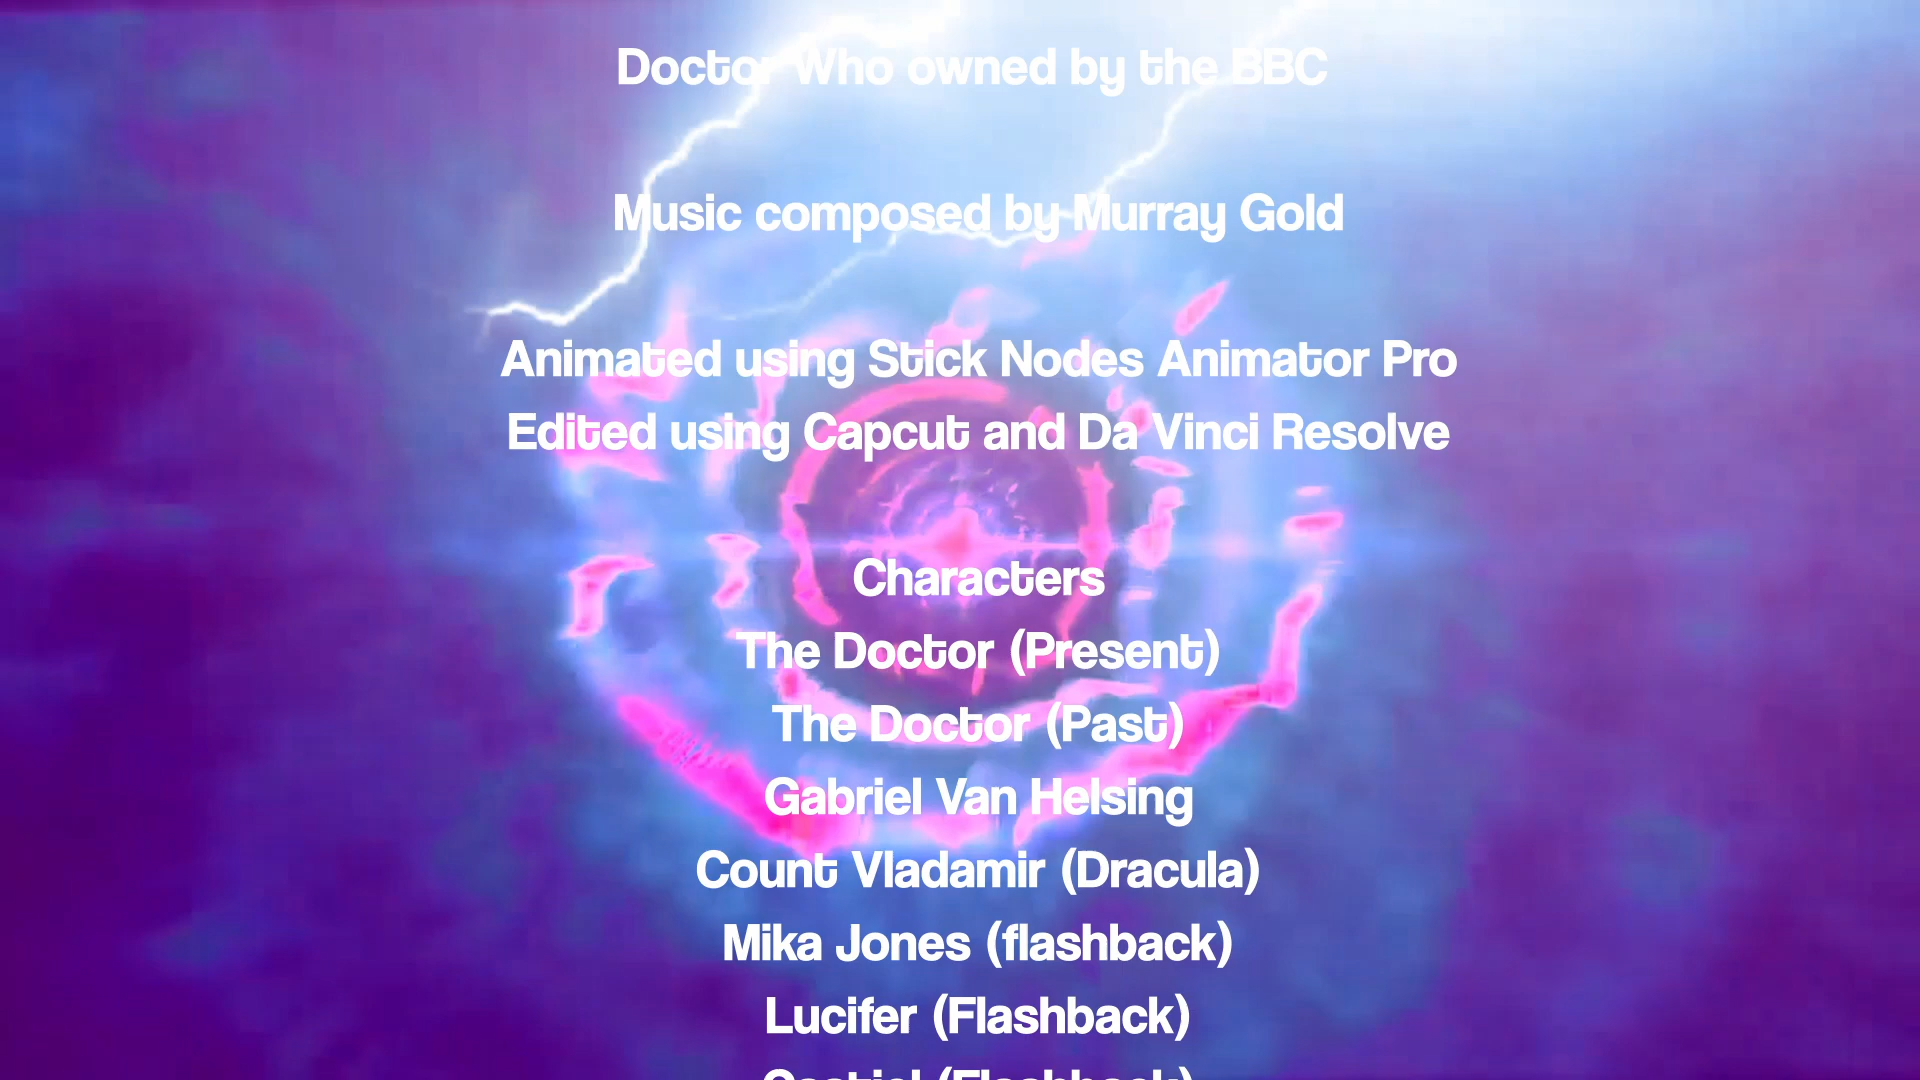 Doctor Who owned by the BBC
Music composed by Murray Gold
Animated using Stick Nodes Animator Pro
Edited using Capcut and Da Vinci Resolve
Characters
The Doctor (Present)
The Doctor (Past)
Gabriel Van Helsing
Count Vladamir (Dracula)
Mika Jones (flashback)
Lucifer (Flashback)